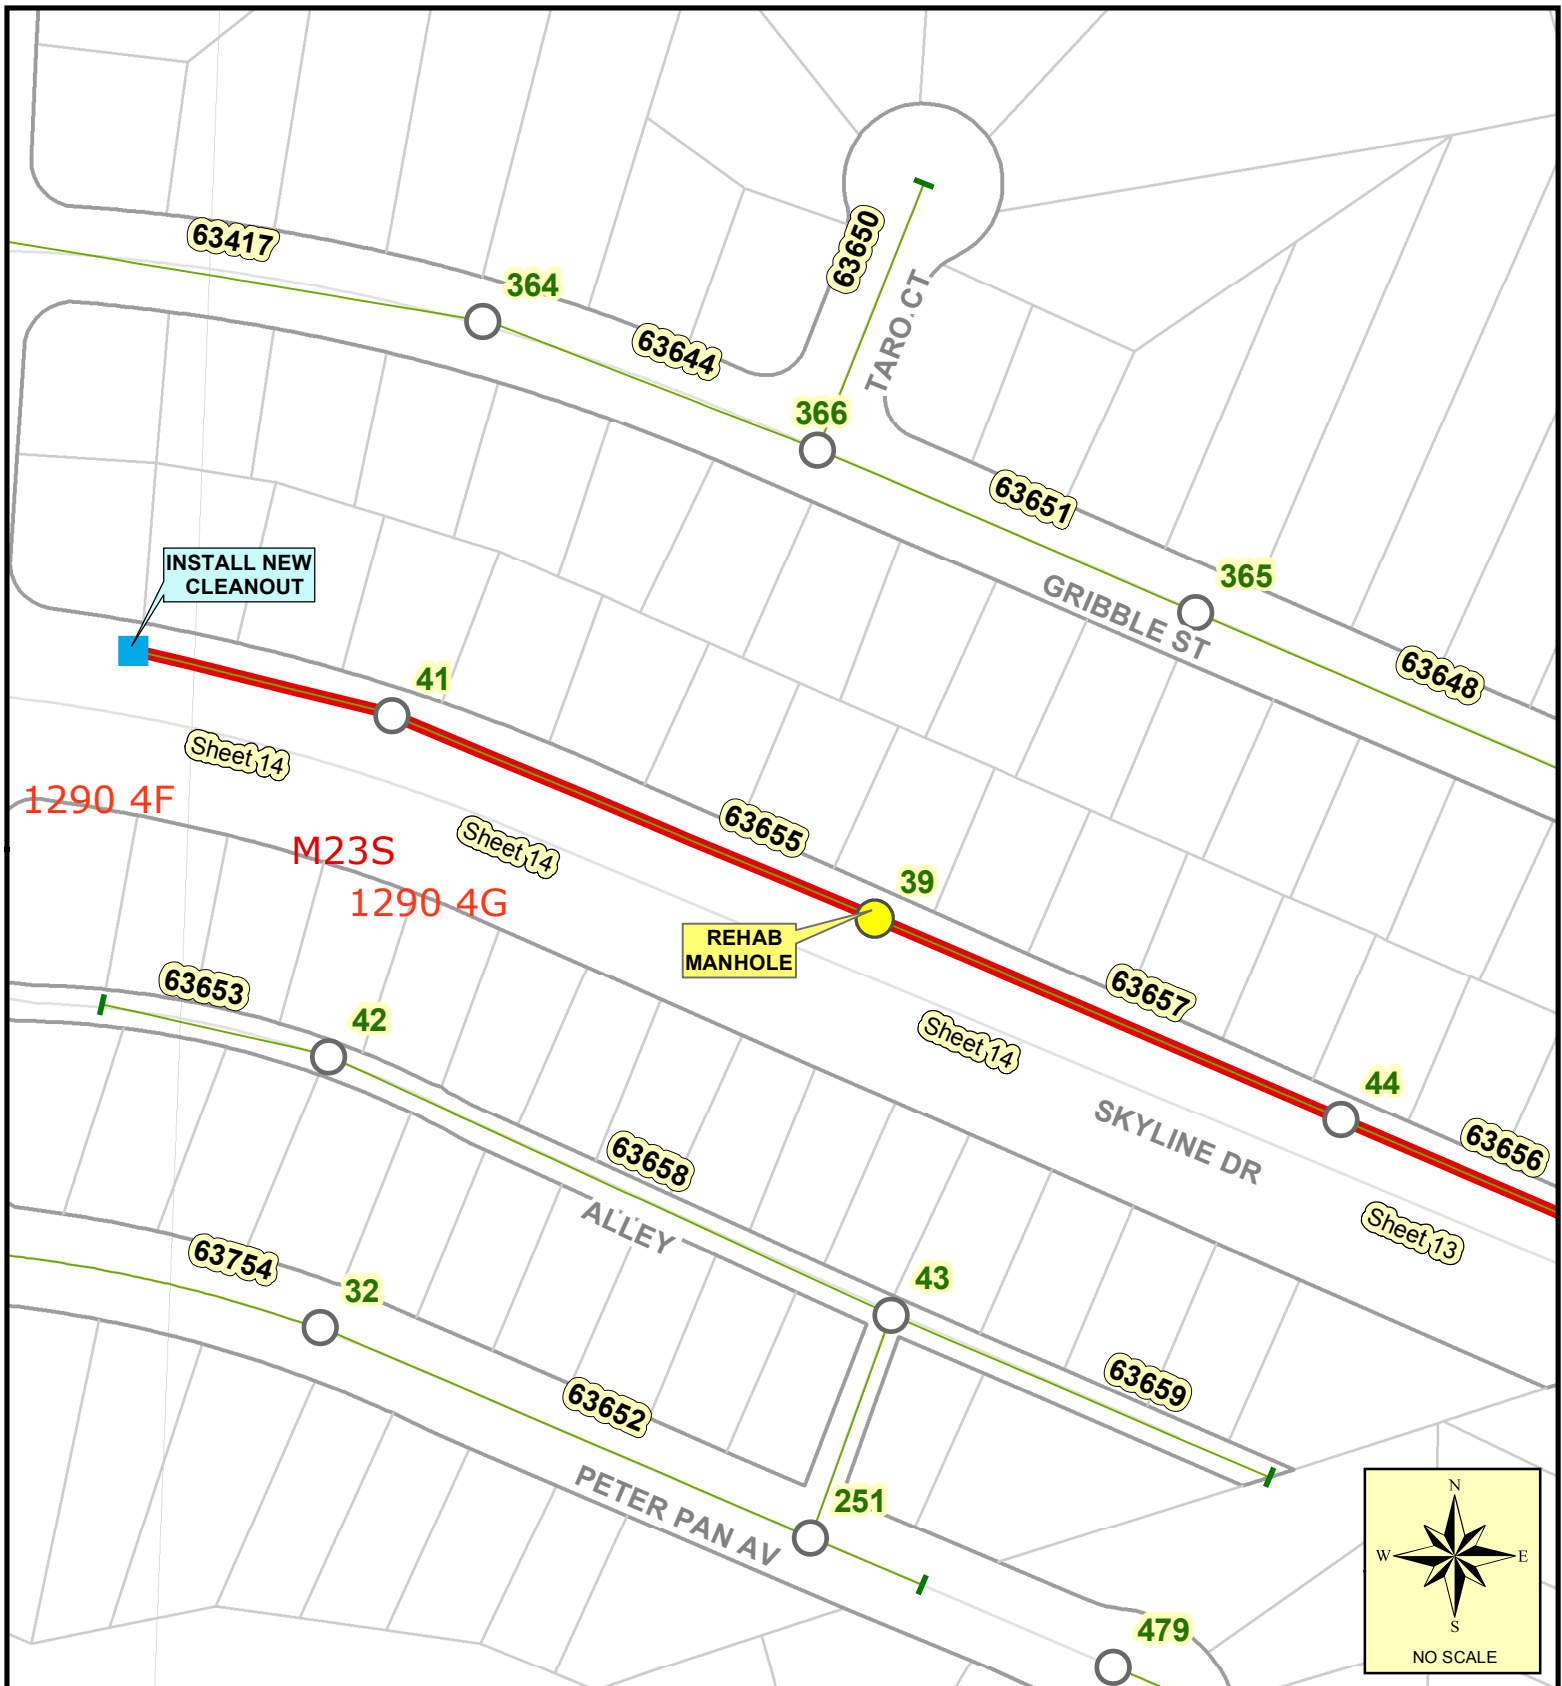 63417
364
63650
TARO CT
63644
366
63651
365
GRIBBLE ST
63648
INSTALL NEW
CLEANOUT
41
Sheet 14
1290 4F
M23S
Sheet 14
63655
39
1290 4G
REHAB
MANHOLE
63657
63653
42
Sheet 14
44
SKYLINE DR
63656
63658
ALLEY
Sheet 13
63754
32
43
63659
63652
PETER PAN AV
251
479
N
W
E
S
NO SCALE